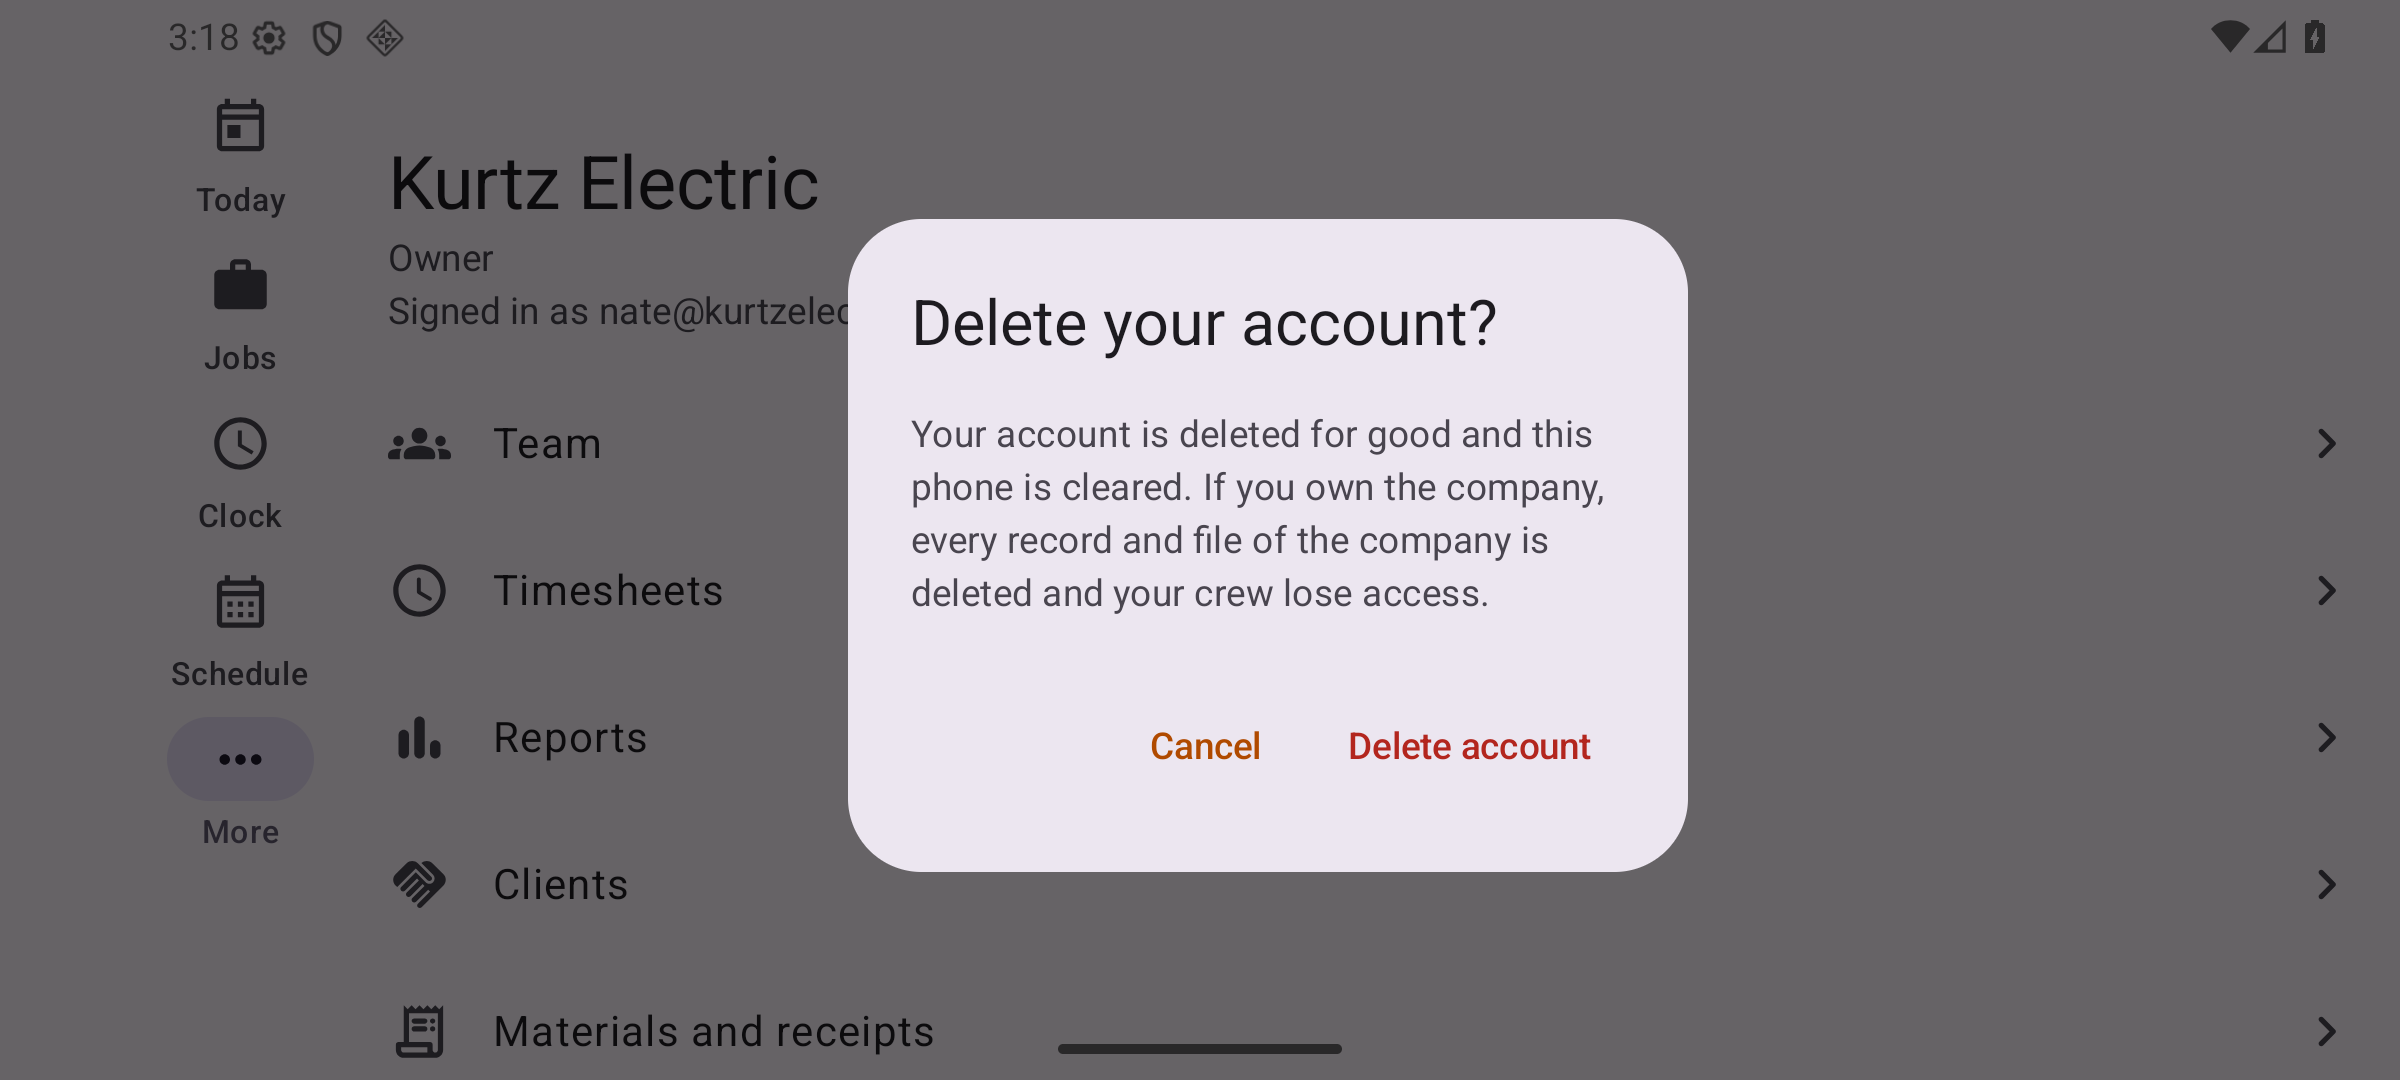 3:18
Today
Jobs
Clock
Schedule
More
Kurtz Electric
Owner
Signed in as nate@kurtzelec
Team
Timesheets
Reports
Clients
Materials and receipts
Delete your account?
Your account is deleted for good and this
phone is cleared. If you own the company,
every record and file of the company is
deleted and your crew lose access.
Cancel
Delete account